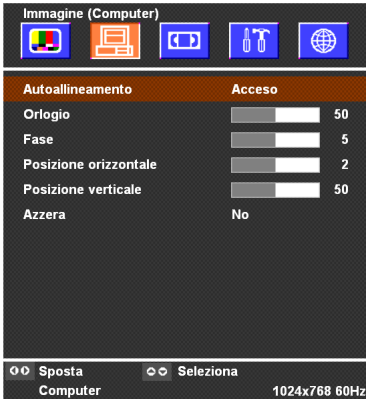 Immagine (Computer)
Autoallineamento Acceso
Orlogio 50
Fase 5
Posizione orizzontale 2
Posizione verticale 50
Azzera No
Sposta Seleziona
Computer 1024x768 60Hz